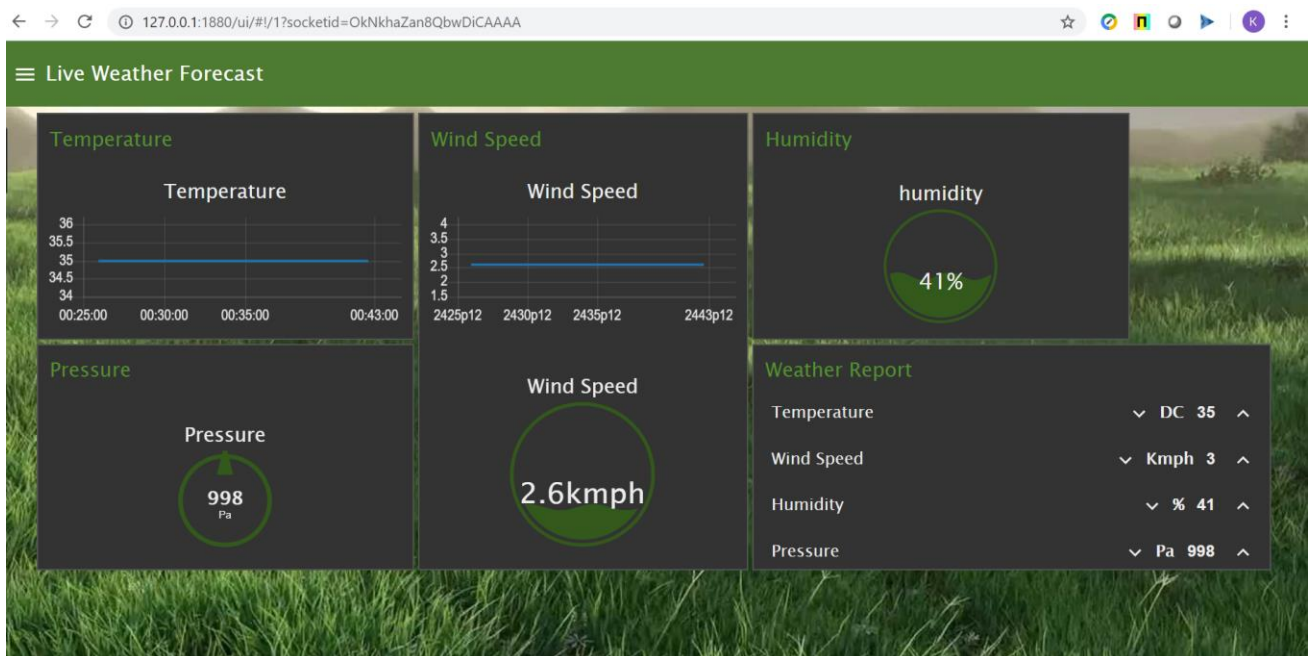 127.0.0.1:1880/ui/#!/1?socketid=OkNkhaZan8QbwDiCAAAA
K
Live Weather Forecast
Temperature
Temperature
36
35.5
35
34.5
34
00:25:00 00:30:00 00:35:00 00:43:00
Wind Speed
Wind Speed
4
3.5
3
2.5
2
1.5
2425p12 2430p12 2435p12 2443p12
Wind Speed
2.6kmph
Humidity
humidity
41%
Pressure
Pressure
998
Pa
Weather Report
Temperature DC 35
Wind Speed Kmph 3
Humidity % 41
Pressure Pa 998